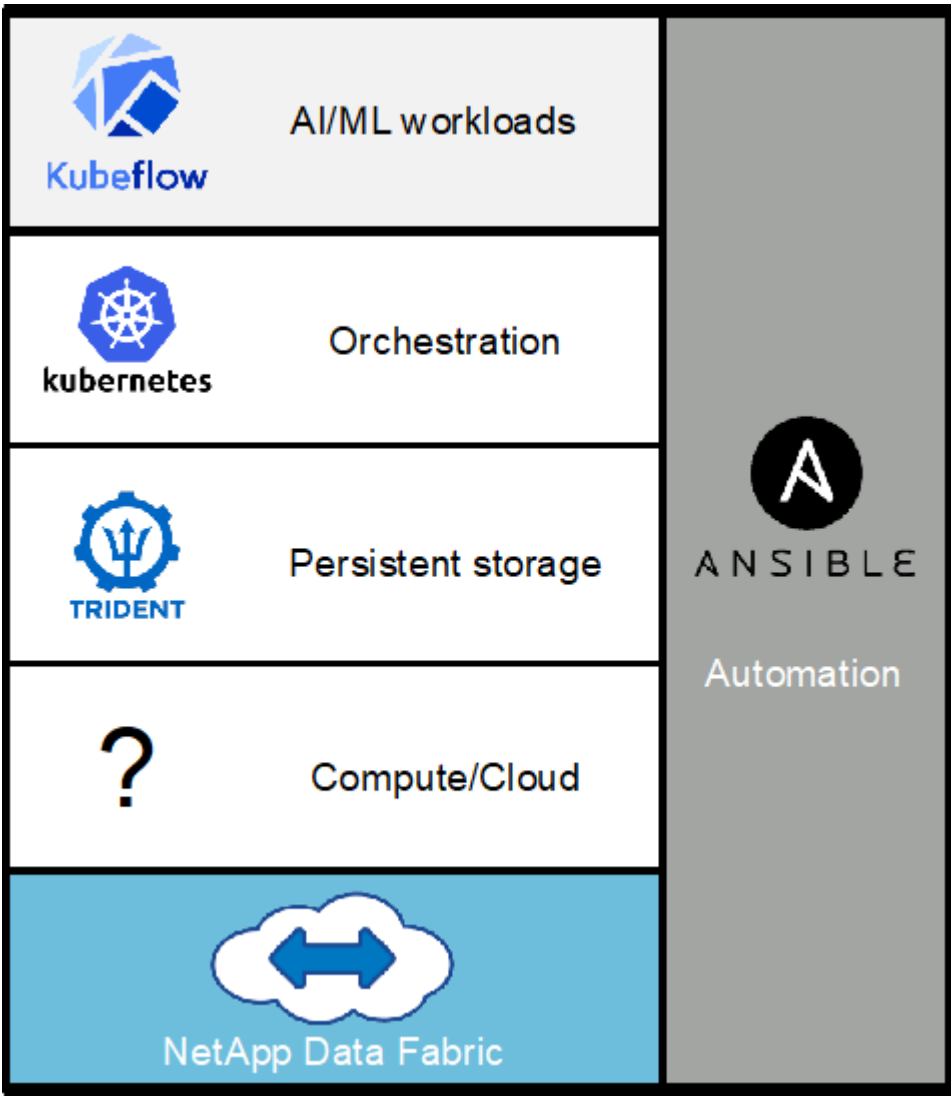 Kubeflow
AI/ML workloads
kubernetes
Orchestration
TRIDENT
Persistent storage
?
Compute/Cloud
NetApp Data Fabric
ANSIBLE
Automation